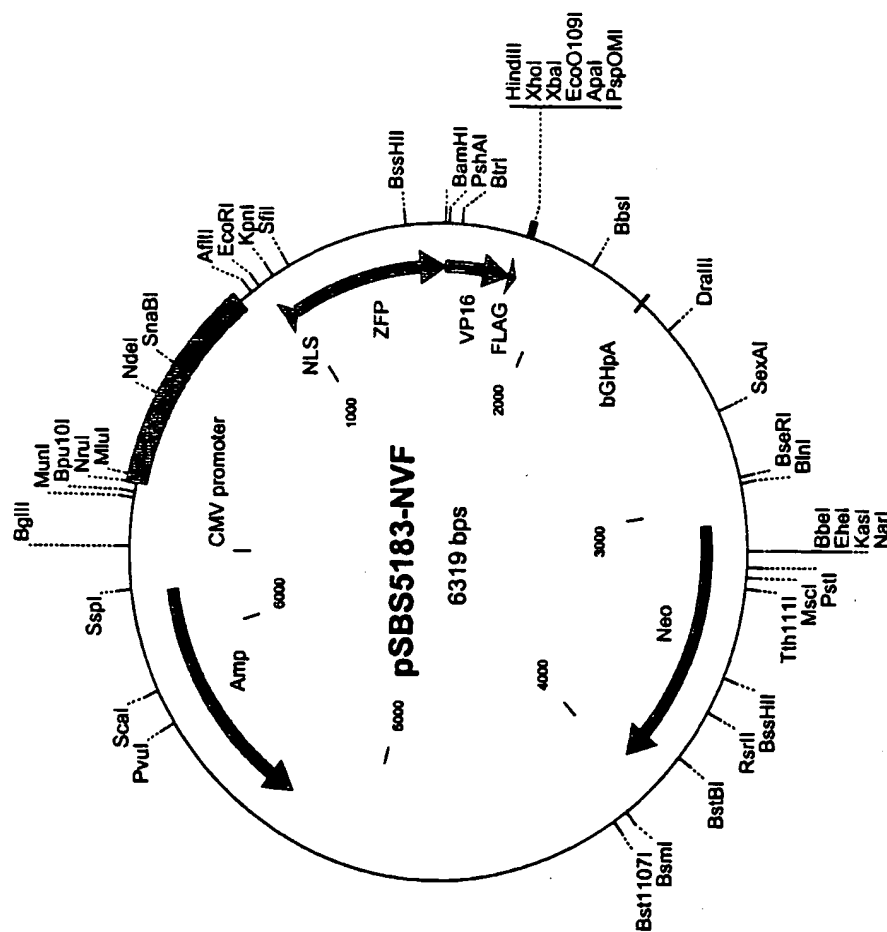 BglII
MunI
Bpu10I
NruI
MluI
NdeI
SnaBI
AflII
EcoRI
KpnI
SfiI
BssHII
BamHI
PshAI
BtrI
HindIII
XhoI
XbaI
EcoO109I
ApaI
PspOMI
BbsI
DraIII
SexAI
BseRI
BlnI
BbeI
EheI
KasI
NarI
PstI
MscI
Tth111I
BssHII
RsrII
BstBI
BsmI
Bst1107I
PvuI
ScaI
SspI
CMV promoter
NLS
ZFP
VP16
FLAG
bGHpA
Neo
Amp
1000
2000
3000
4000
5000
6000
pSBS5183-NVF
6319 bps